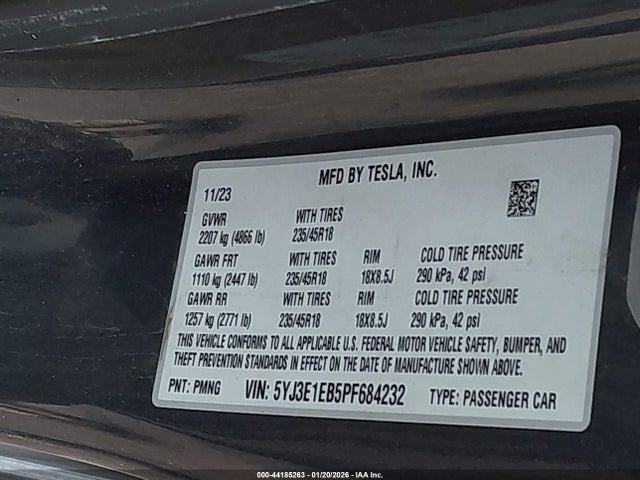 MFD BY TESLA, INC.
11/23
GVWR WITH TIRES
2207 kg (4866 lb) 235/45R18
GAWR FRT WITH TIRES RIM COLD TIRE PRESSURE
1110 kg (2447 lb) 235/45R18 18X8.5J 290 kPa, 42 psi
GAWR RR WITH TIRES RIM COLD TIRE PRESSURE
1257 kg (2771 lb) 235/45R18 18X8.5J 290 kPa, 42 psi
THIS VEHICLE CONFORMS TO ALL APPLICABLE U.S. FEDERAL MOTOR VEHICLE SAFETY, BUMPER, AND
THEFT PREVENTION STANDARDS IN EFFECT ON THE DATE OF MANUFACTURE SHOWN ABOVE.
PNT: PMNG VIN: 5YJ3E1EB5PF684232 TYPE: PASSENGER CAR
000-44185263 - 01/20/2026 - IAA Inc.